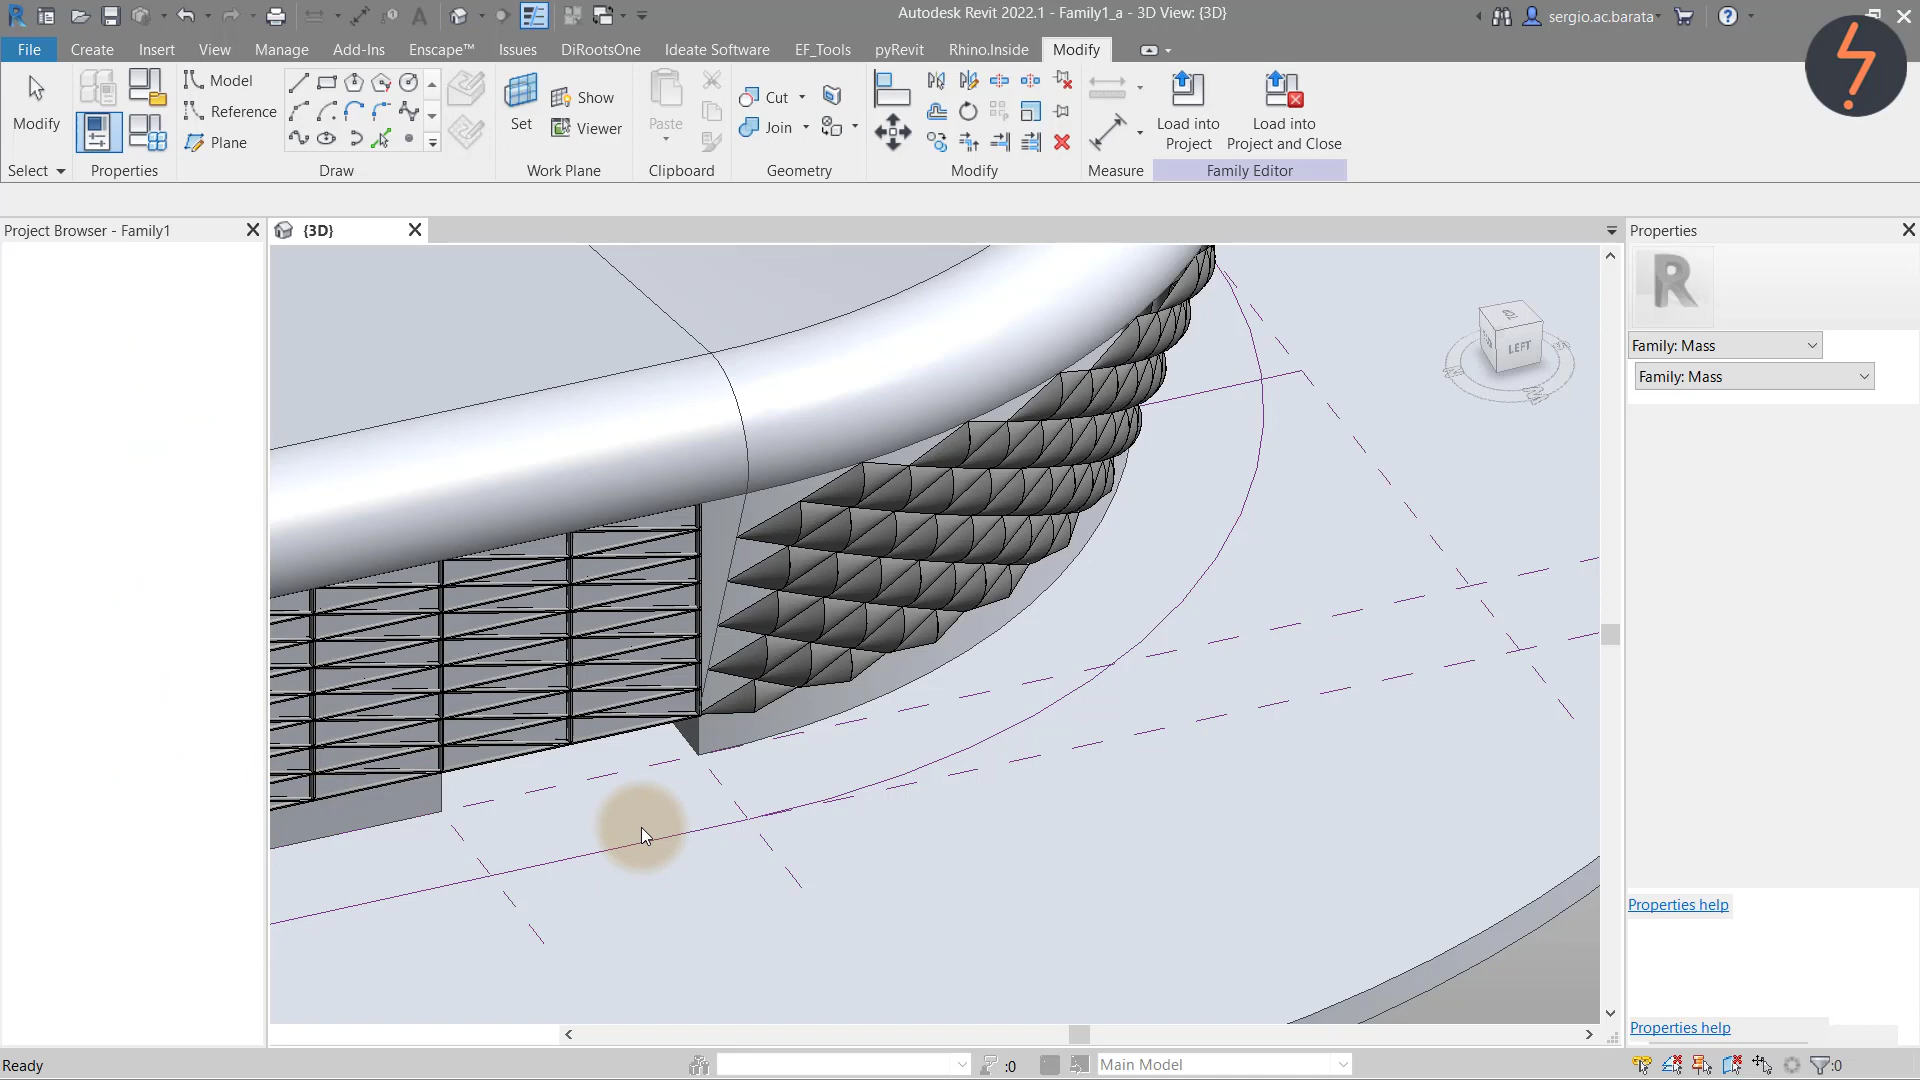 Autodesk Revit 2022.1 - Family1_a - 3D View: {3D}
sergio.ac.barata
File Create Insert View Manage Add-Ins Enscape™ Issues DiRootsOne Ideate Software EF_Tools pyRevit Rhino.Inside Modify
Modify
Model
Reference
Plane
Set
Show
Viewer
Paste
Cut
Join
Load into
Project
Load into
Project and Close
Select Properties Draw Work Plane Clipboard Geometry Modify Measure Family Editor
Project Browser - Family1
{3D}
Properties
R
LEFT
Family: Mass
Family: Mass
Properties help
Properties help
Ready
:0
Main Model
:0